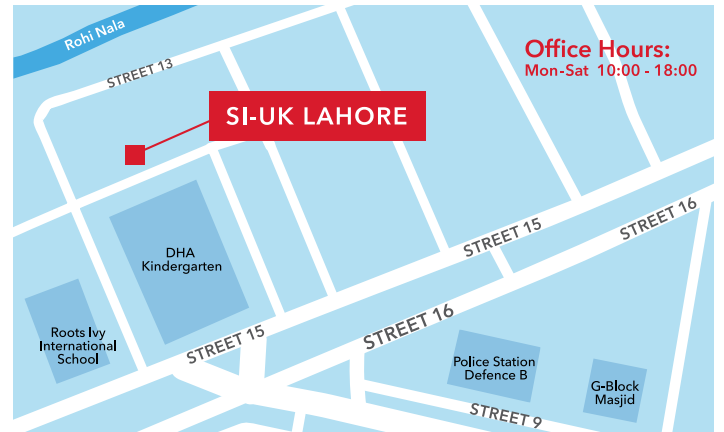 Rohi Nala
STREET 13
Office Hours:
Mon-Sat 10:00 - 18:00
SI-UK LAHORE
STREET 15
STREET 16
DHA
Kindergarten
Roots Ivy
International
School
STREET 15
STREET 16
Police Station
Defence B
G-Block
Masjid
STREET 9